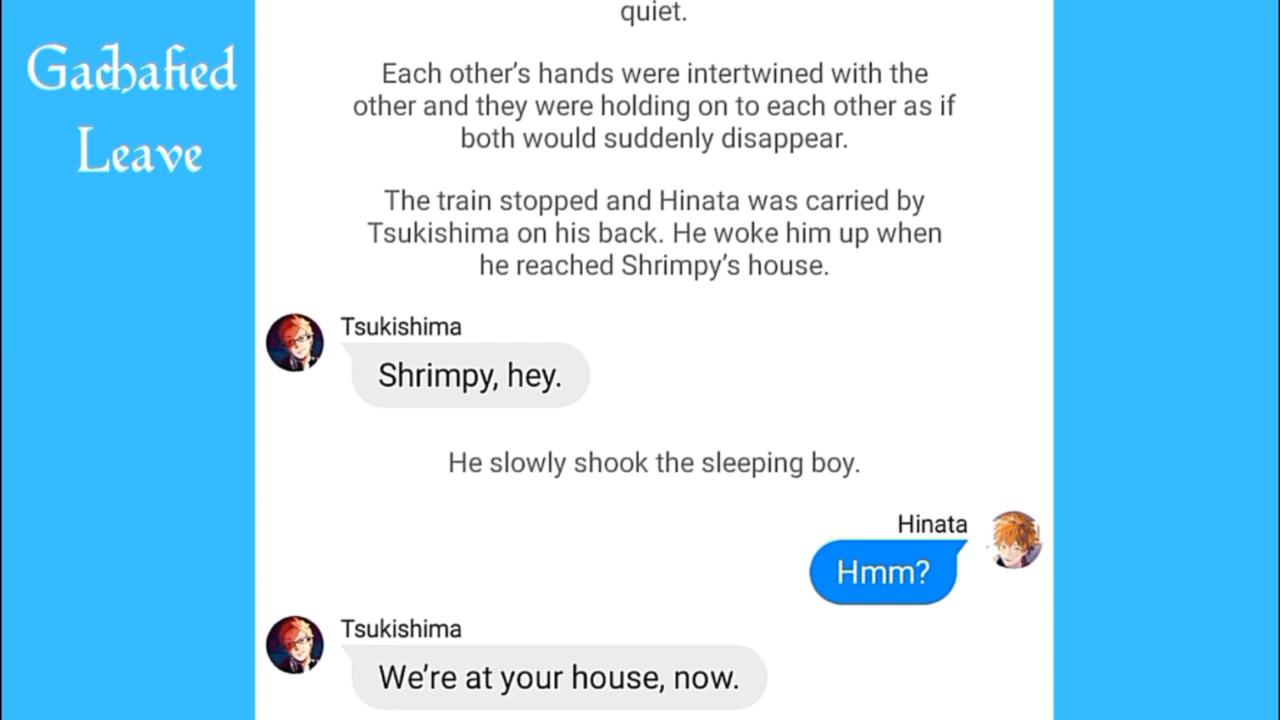 Gachafied
Leave
quiet.
Each other's hands were intertwined with the
other and they were holding on to each other as if
both would suddenly disappear.
The train stopped and Hinata was carried by
Tsukishima on his back. He woke him up when
he reached Shrimpy's house.
Tsukishima
Shrimpy, hey.
He slowly shook the sleeping boy.
Hinata
Hmm?
Tsukishima
We're at your house, now.